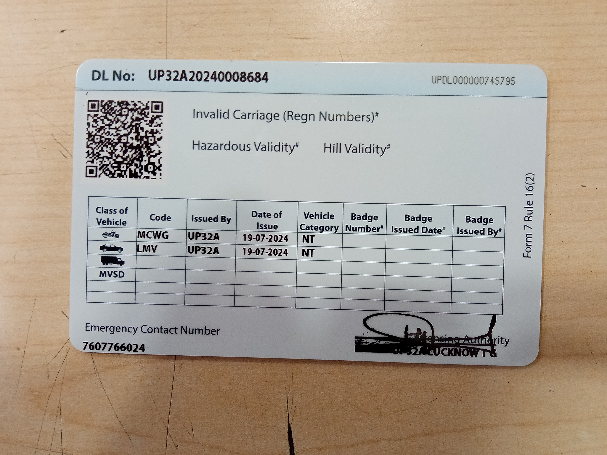 DL No: UP32A20240008684 UPDL000000745795
Invalid Carriage (Regn Numbers)#
Hazardous Validity# Hill Validity#
Form 7 Rule 16(2)
Class of Vehicle Code Issued By Date of Issue Vehicle Category Badge Number# Badge Issued Date# Badge Issued By#
MCWG UP32A 19-07-2024 NT
LMV UP32A 19-07-2024 NT
MVSD
Emergency Contact Number
7607766024
Authority
LUCKNOW